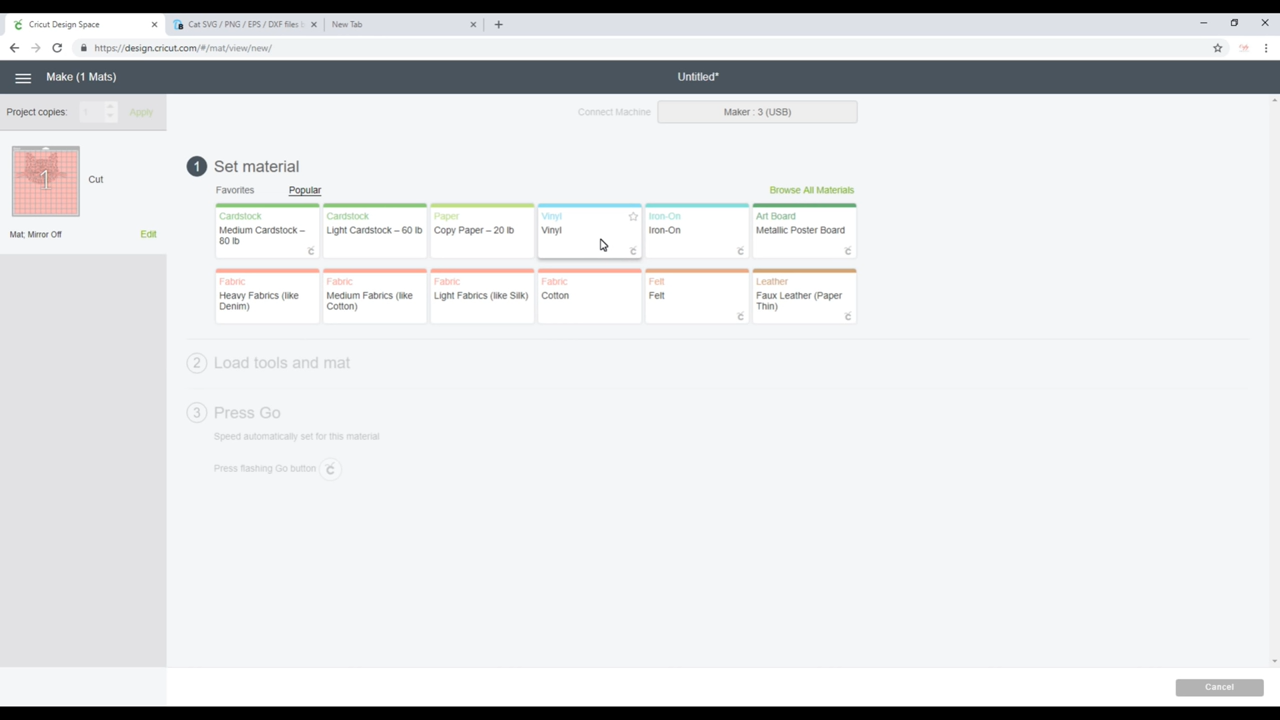 Cricut Design Space
Cat SVG / PNG / EPS / DXF files
New Tab
https://design.cricut.com/#/mat/view/new/
Make (1 Mats)
Untitled*
Project copies: 1 Apply
Connect Machine Maker : 3 (USB)
1
Cut
Mat; Mirror Off Edit
1 Set material
Favorites Popular Browse All Materials
Cardstock
Medium Cardstock –
80 lb
Cardstock
Light Cardstock – 60 lb
Paper
Copy Paper – 20 lb
Vinyl
Vinyl
Iron-On
Iron-On
Art Board
Metallic Poster Board
Fabric
Heavy Fabrics (like
Denim)
Fabric
Medium Fabrics (like
Cotton)
Fabric
Light Fabrics (like Silk)
Fabric
Cotton
Felt
Felt
Leather
Faux Leather (Paper
Thin)
2 Load tools and mat
3 Press Go
Speed automatically set for this material
Press flashing Go button
Cancel